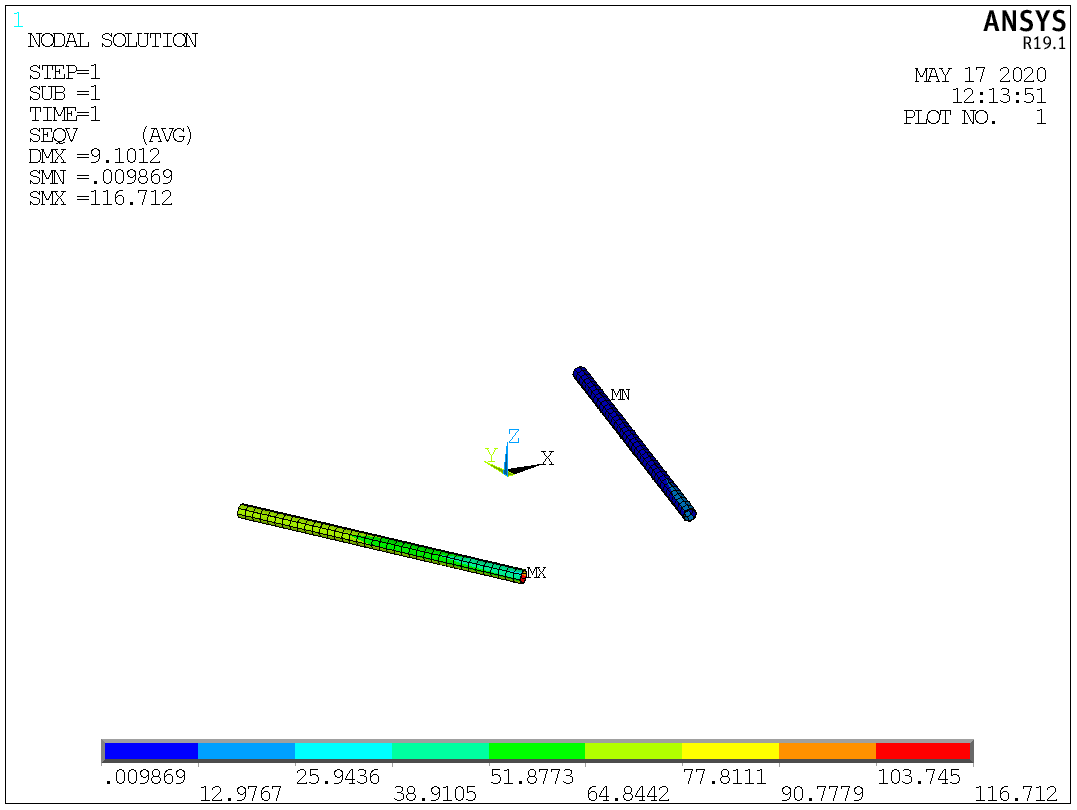 1
NODAL SOLUTION
STEP=1
SUB =1
TIME=1
SEQV     (AVG)
DMX =9.1012
SMN =.009869
SMX =116.712
ANSYS
R19.1
MAY 17 2020
12:13:51
PLOT NO.   1
MN
Z
Y
X
MX
.009869
12.9767
25.9436
38.9105
51.8773
64.8442
77.8111
90.7779
103.745
116.712